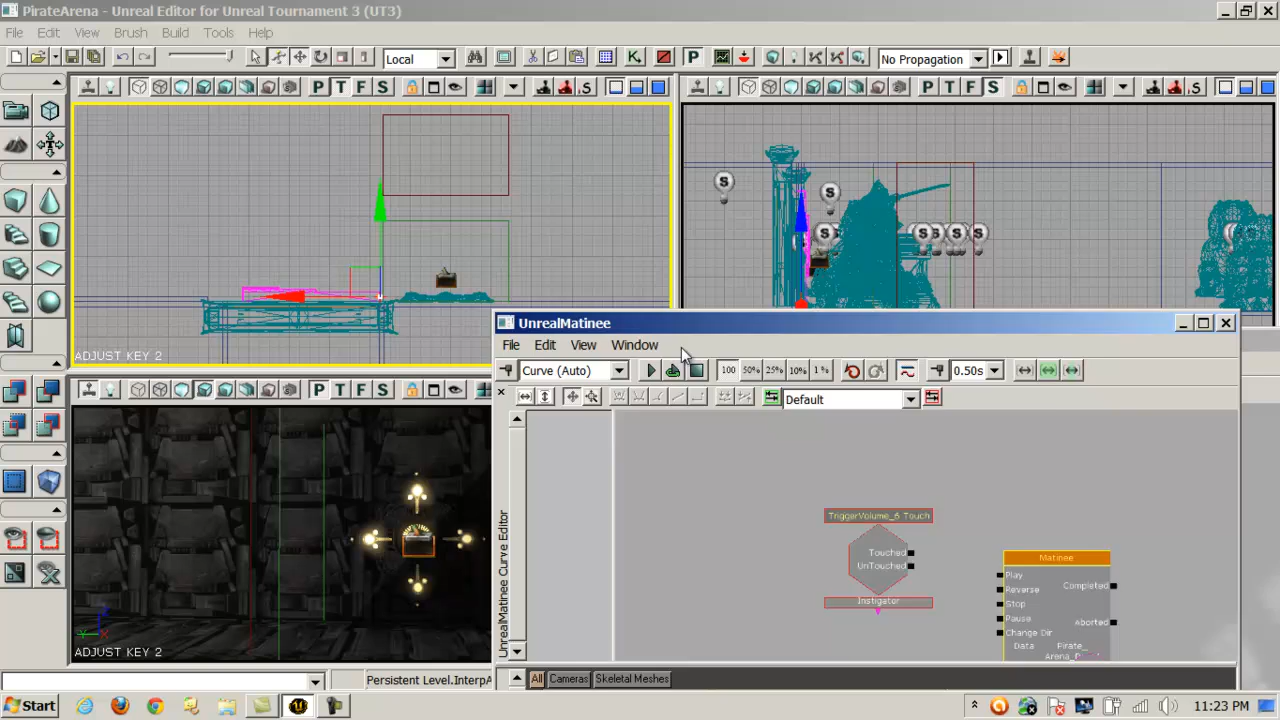 PirateArena - Unreal Editor for Unreal Tournament 3 (UT3)
File Edit View Brush Build Tools Help
Local
P
No Propagation
P T F S
S
P T F S
S
ADJUST KEY 2
S S S S S S S
UnrealMatinee
File Edit View Window
Curve (Auto)
100 50% 25% 10% 1 %
0.50s
P T F S
Default
TriggerVolume_6 Touch
Touched
UnTouched
Instigator
Matinee
Play
Completed
Reverse
Stop
Pause
Aborted
Change Dir
Data
Pirate_
UnrealMatinee Curve Editor
Z
Y X
ADJUST KEY 2
Persistent Level.InterpA
All Cameras Skeletal Meshes
Start
11:23 PM